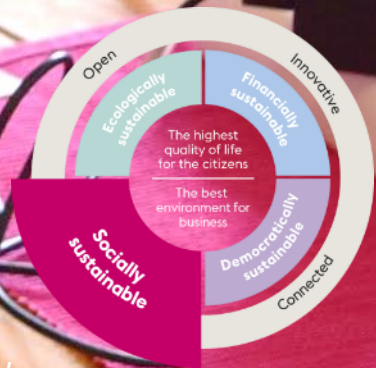 Open
Innovative
Connected
Ecologically
sustainable
Financially
sustainable
Democratically
sustainable
Socially
sustainable
The highest
quality of life
for the citizens
The best
environment for
business